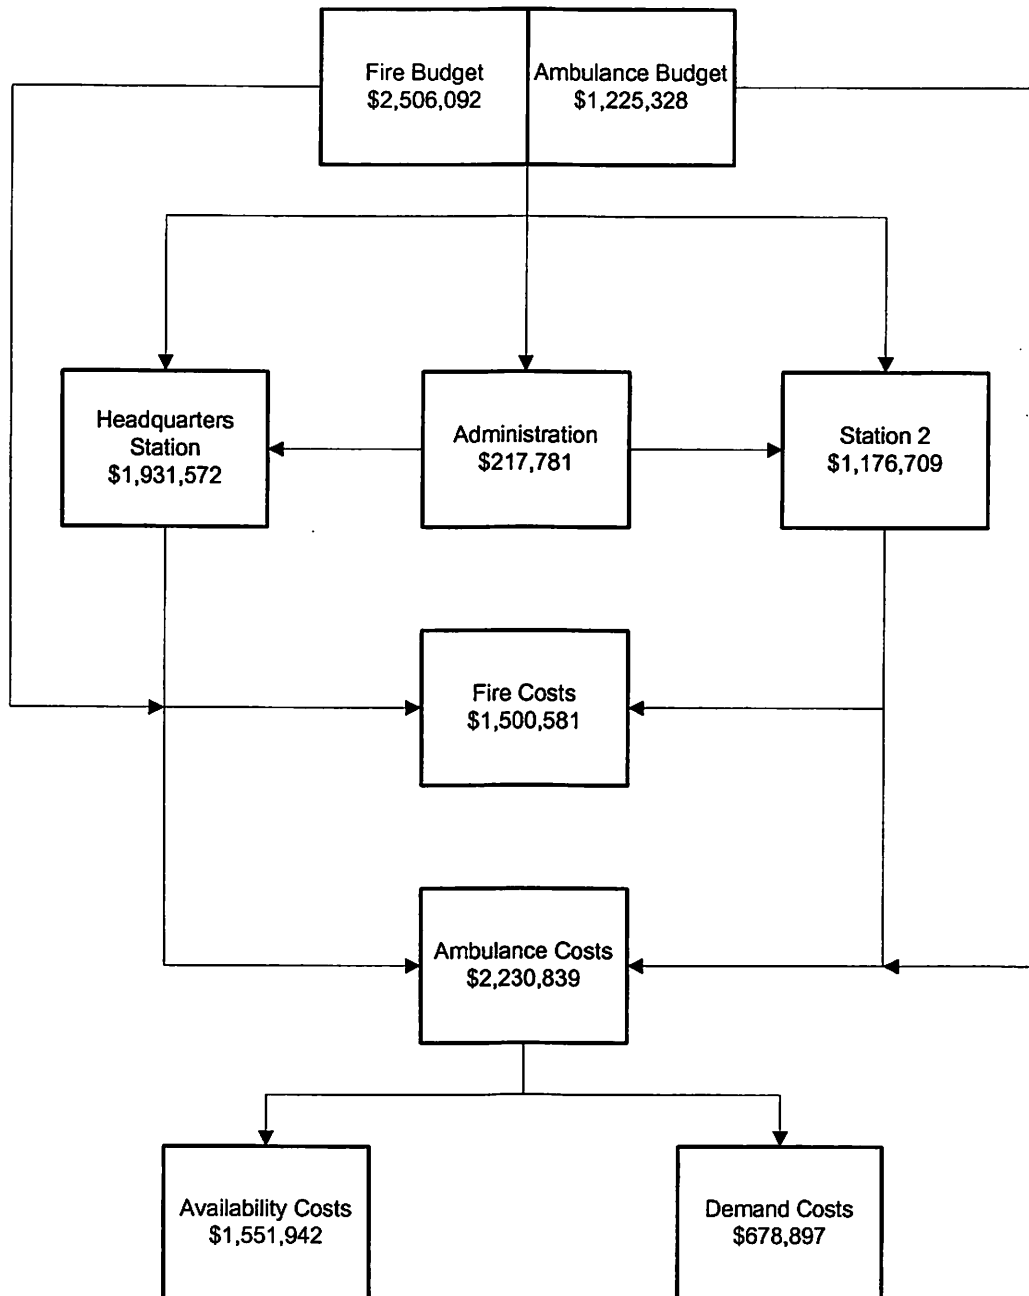 Fire Budget
$2,506,092
Ambulance Budget
$1,225,328
Headquarters
Station
$1,931,572
Administration
$217,781
Station 2
$1,176,709
Fire Costs
$1,500,581
Ambulance Costs
$2,230,839
Availability Costs
$1,551,942
Demand Costs
$678,897